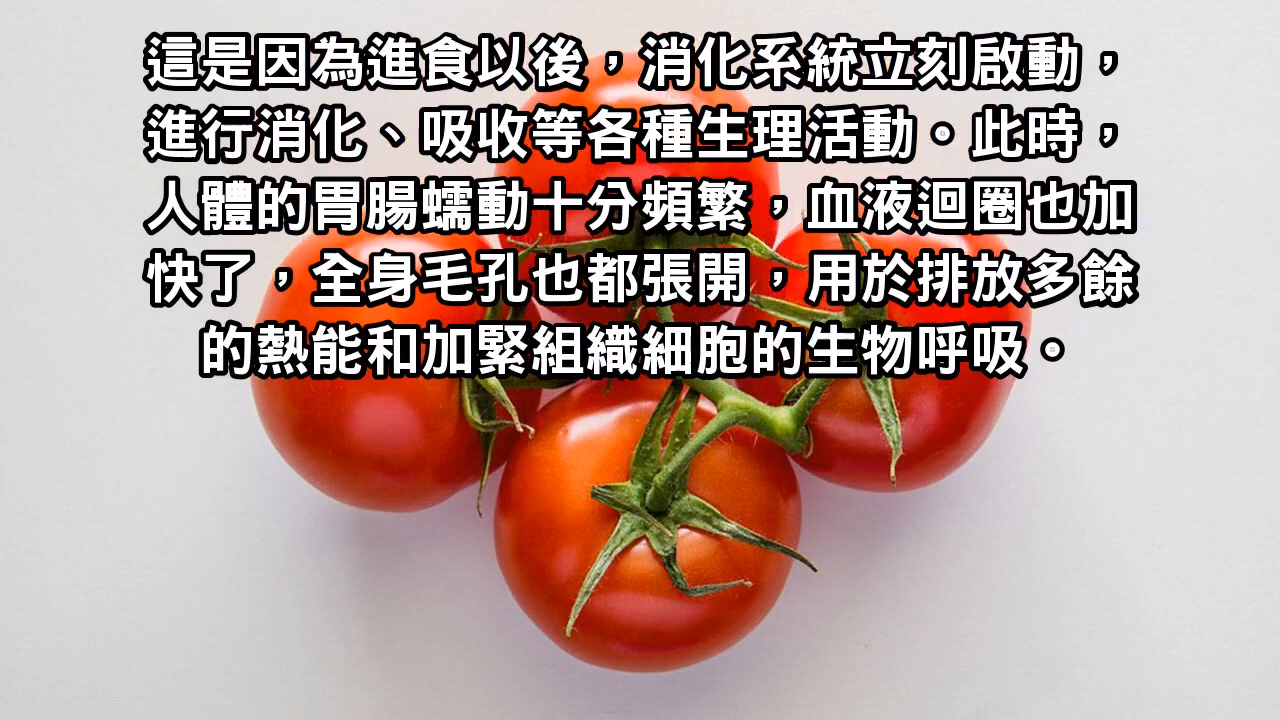 這是因為進食以後，消化系統立刻啟動，
進行消化、吸收等各種生理活動。此時，
人體的胃腸蠕動十分頻繁，血液迴圈也加
快了，全身毛孔也都張開，用於排放多餘
的熱能和加緊組織細胞的生物呼吸。